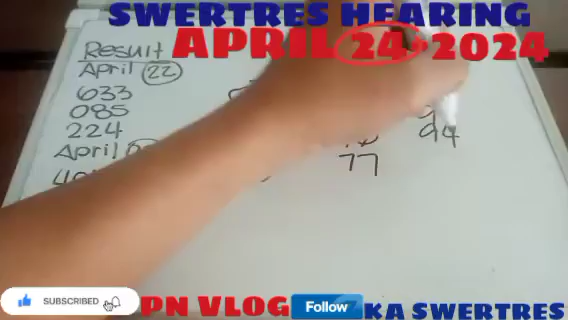 SWERTRES HEARING
APRIL 24, 2024
Result
April 22
633
085
224
April
77
94
SUBSCRIBED
PN VLOG
Follow
KA SWERTRES